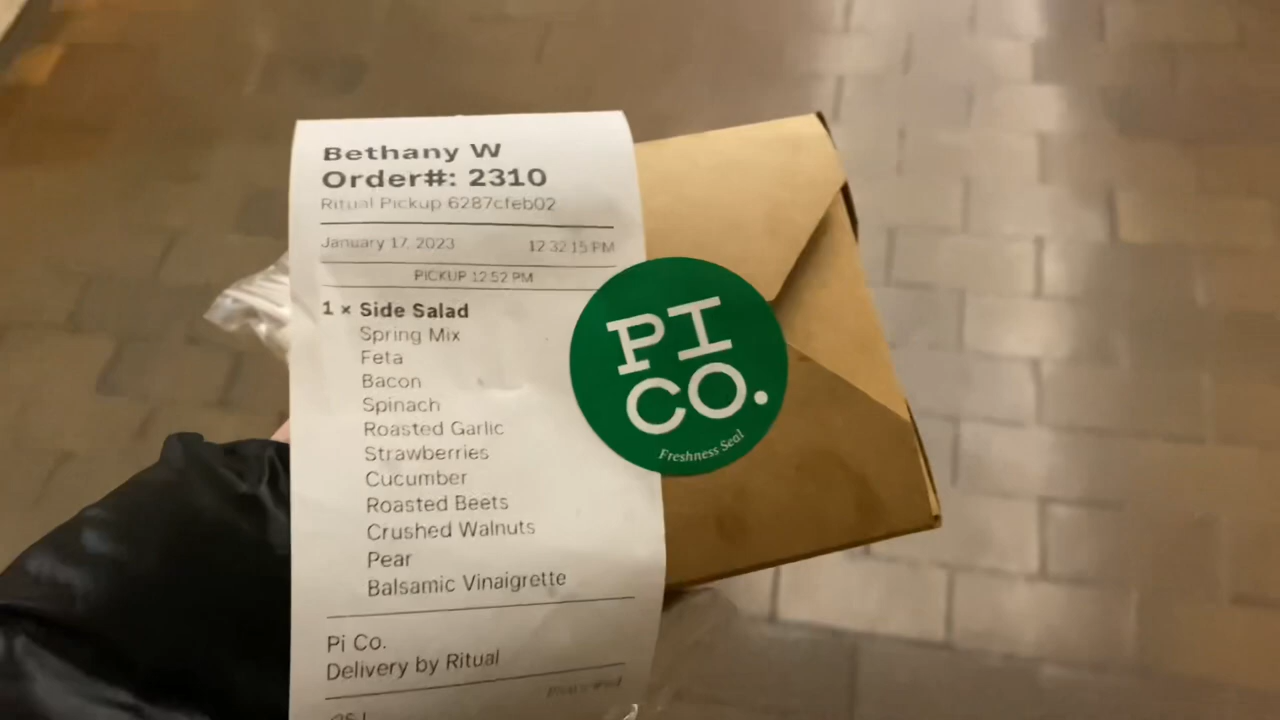 Bethany W
Order#: 2310
Ritual Pickup 6287cfeb02
January 17, 2023 12:32:15 PM
PICKUP 12:52 PM
1 × Side Salad
Spring Mix
Feta
Bacon
Spinach
Roasted Garlic
Strawberries
Cucumber
Roasted Beets
Crushed Walnuts
Pear
Balsamic Vinaigrette
Pi Co.
Delivery by Ritual
PI
CO.
Freshness Seal